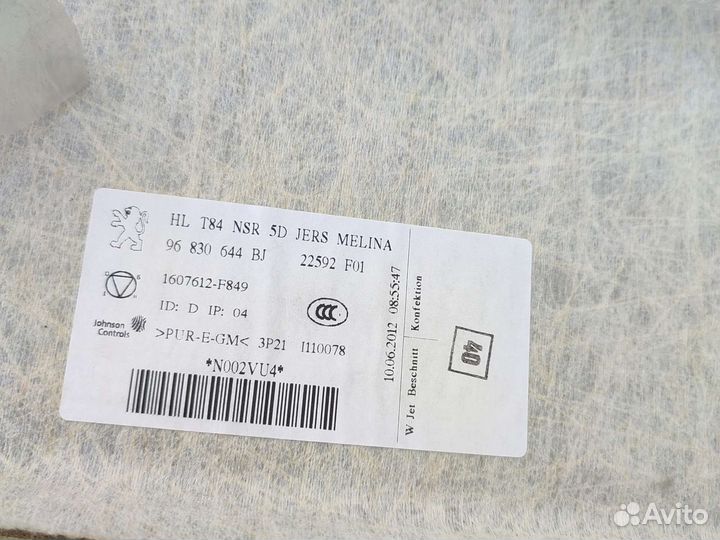 HL T84 NSR 5D JERS MELINA
96 830 644 BJ 22592 F01
1607612-F849
ID: D IP: 04
Johnson Controls
>PUR-E-GM< 3P21 I110078
*N002VU4*
10.06.2012 08:55:47
W Jet Beschnitt Konfektion
40
Avito